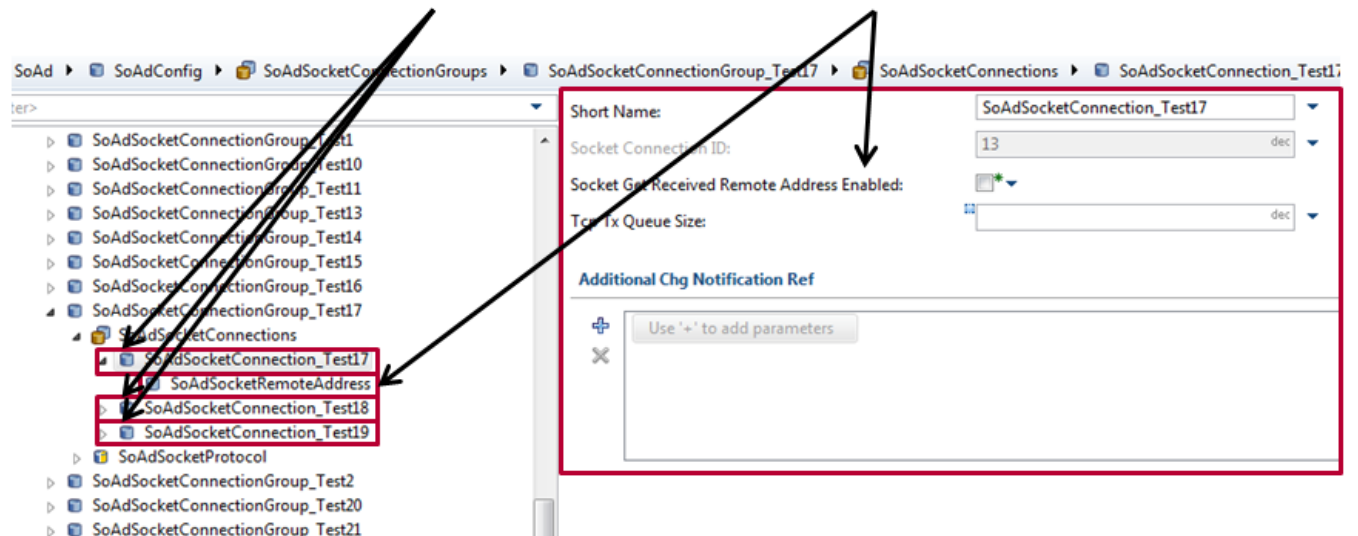 SoAd SoAdConfig SoAdSocketConnectionGroups SoAdSocketConnectionGroup_Test17 SoAdSocketConnections SoAdSocketConnection_Test17
ter>
SoAdSocketConnectionGroup_Test1
SoAdSocketConnectionGroup_Test10
SoAdSocketConnectionGroup_Test11
SoAdSocketConnectionGroup_Test13
SoAdSocketConnectionGroup_Test14
SoAdSocketConnectionGroup_Test15
SoAdSocketConnectionGroup_Test16
SoAdSocketConnectionGroup_Test17
SoAdSocketConnections
SoAdSocketConnection_Test17
SoAdSocketRemoteAddress
SoAdSocketConnection_Test18
SoAdSocketConnection_Test19
SoAdSocketProtocol
SoAdSocketConnectionGroup_Test2
SoAdSocketConnectionGroup_Test20
SoAdSocketConnectionGroup_Test21
Short Name: SoAdSocketConnection_Test17
Socket Connection ID: 13 dec
Socket Get Received Remote Address Enabled: *
Tcp Tx Queue Size: dec
Additional Chg Notification Ref
Use '+' to add parameters